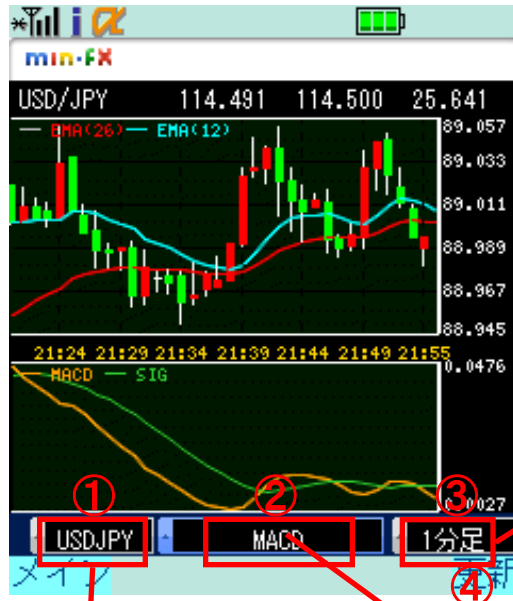 i α
min-FX
USD/JPY 114.491 114.500 25.641
EMA(26) EMA(12)
89.057
89.033
89.011
88.989
88.967
88.945
21:24 21:29 21:34 21:39 21:44 21:49 21:55
MACD SIG
0.0476
① ② ③
0.0027
USDJPY MACD 1分足
メイン 更新
④